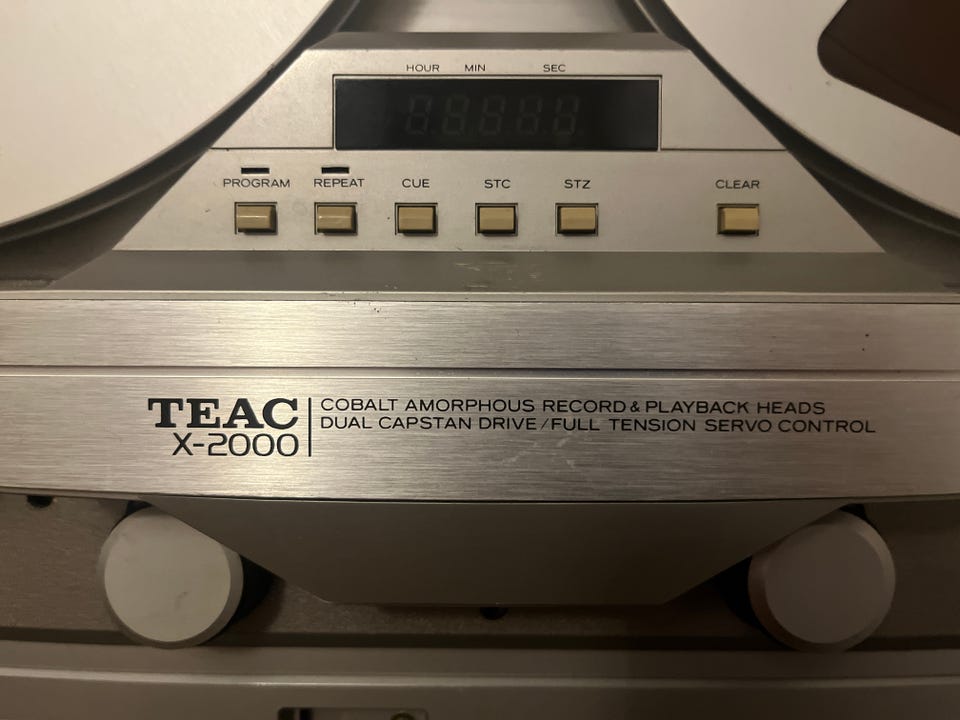 HOUR MIN SEC
PROGRAM REPEAT CUE STC STZ CLEAR
TEAC
X-2000
COBALT AMORPHOUS RECORD & PLAYBACK HEADS
DUAL CAPSTAN DRIVE / FULL TENSION SERVO CONTROL